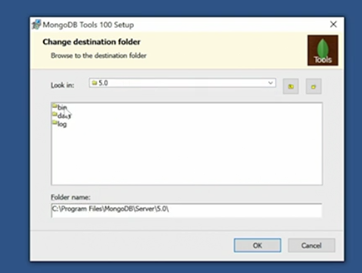 MongoDB Tools 100 Setup
Change destination folder
Browse to the destination folder
Tools
Look in:
5.0
bin
data
log
Folder name:
C:\Program Files\MongoDB\Server\5.0\
OK
Cancel